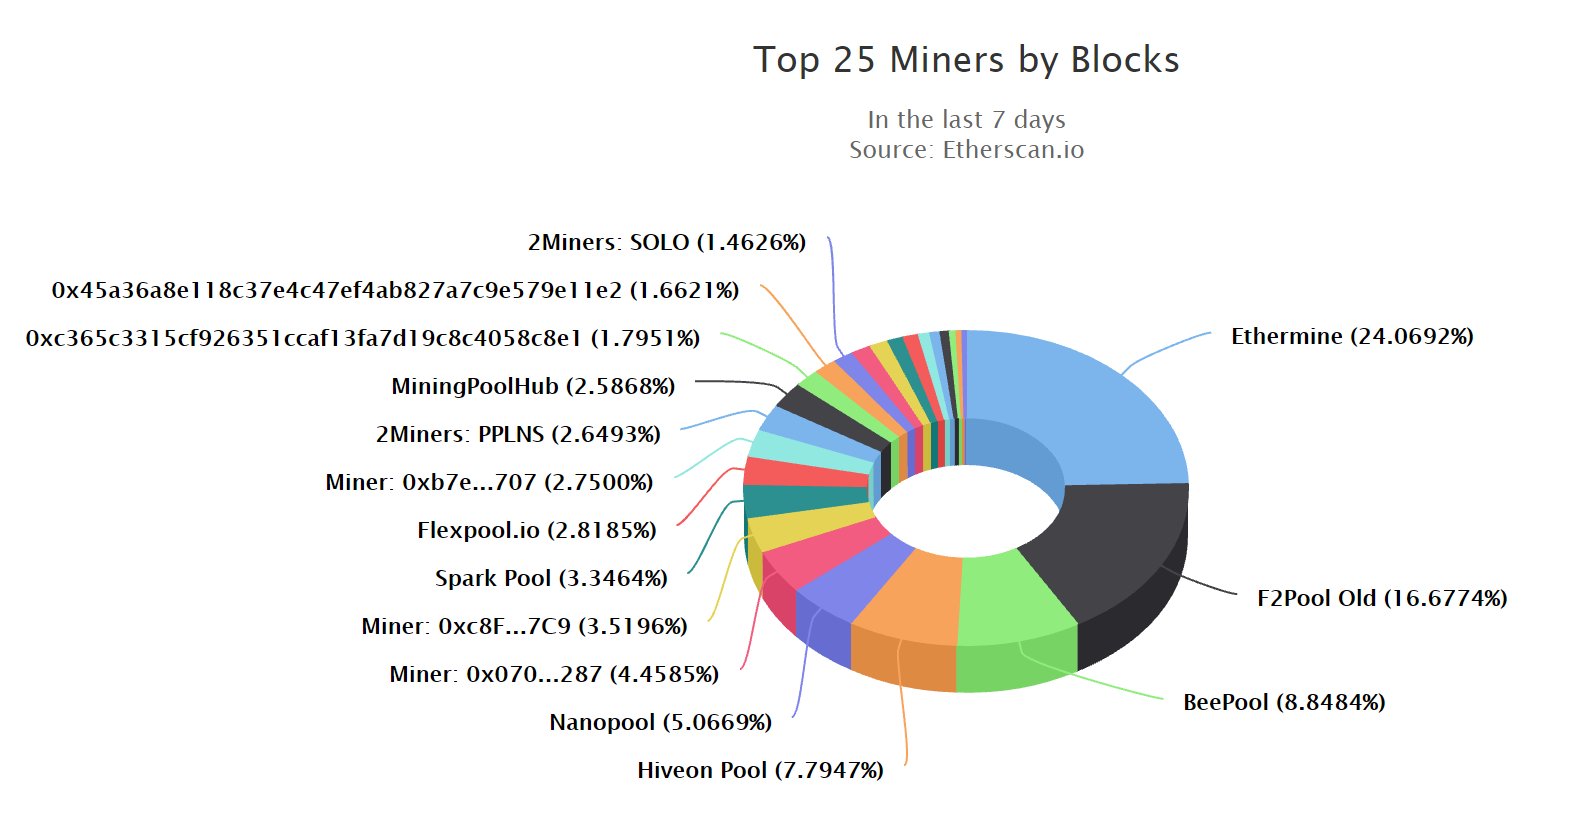 Top 25 Miners by Blocks
In the last 7 days
Source: Etherscan.io
2Miners: SOLO (1.4626%)
0x45a36a8e118c37e4c47ef4ab827a7c9e579e11e2 (1.6621%)
0xc365c3315cf926351ccaf13fa7d19c8c4058c8e1 (1.7951%)
MiningPoolHub (2.5868%)
2Miners: PPLNS (2.6493%)
Miner: 0xb7e...707 (2.7500%)
Flexpool.io (2.8185%)
Spark Pool (3.3464%)
Miner: 0xc8F...7C9 (3.5196%)
Miner: 0x070...287 (4.4585%)
Nanopool (5.0669%)
Hiveon Pool (7.7947%)
Ethermine (24.0692%)
F2Pool Old (16.6774%)
BeePool (8.8484%)